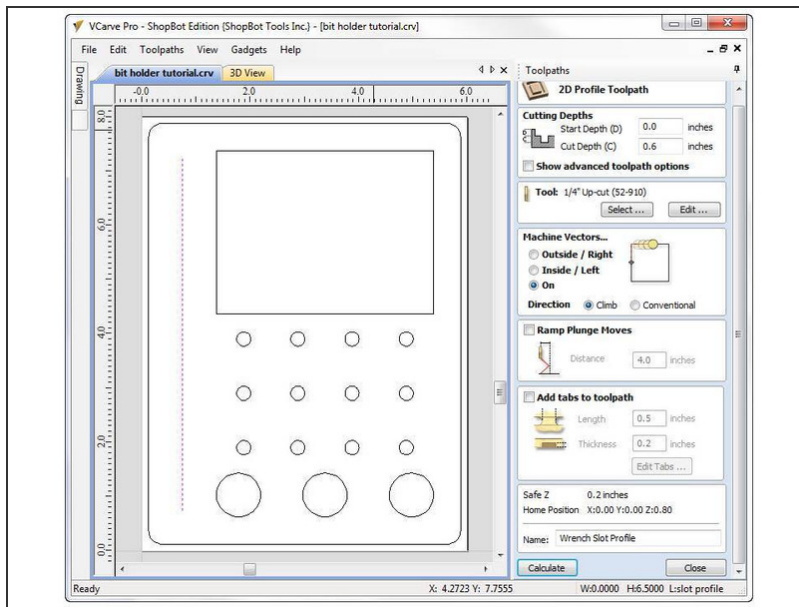 VCarve Pro - ShopBot Edition {ShopBot Tools Inc.} - [bit holder tutorial.crv]
File Edit Toolpaths View Gadgets Help
Drawing
bit holder tutorial.crv
3D View
-0.0 2.0 4.0 6.0
8.0
6.0
4.0
2.0
0.0
Toolpaths
2D Profile Toolpath
Cutting Depths
Start Depth (D) 0.0 inches
Cut Depth (C) 0.6 inches
D
C
Show advanced toolpath options
Tool: 1/4" Up-cut (52-910)
Select ... Edit ...
Machine Vectors...
Outside / Right
Inside / Left
On
Direction Climb Conventional
Ramp Plunge Moves
Distance 4.0 inches
Add tabs to toolpath
Length 0.5 inches
Thickness 0.2 inches
Edit Tabs ...
Safe Z 0.2 inches
Home Position X:0.00 Y:0.00 Z:0.80
Name: Wrench Slot Profile
Calculate Close
Ready X: 4.2723 Y: 7.7555 W:0.0000 H:6.5000 L:slot profile